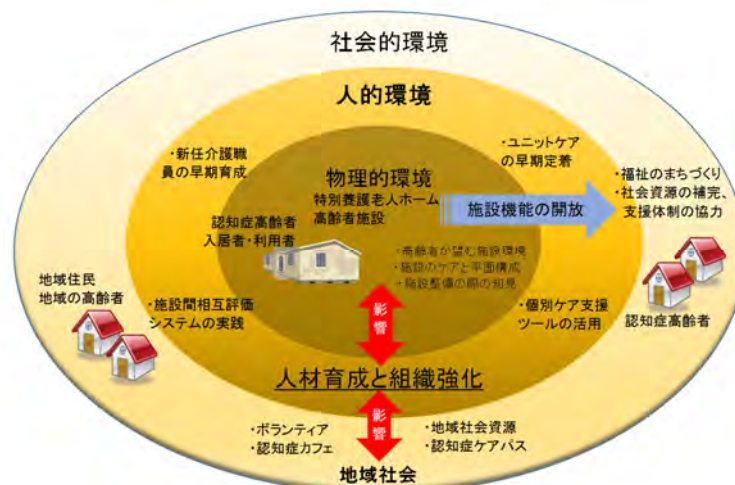 社会的環境
人的環境
・新任介護職
員の早期育成
・ユニットケア
の早期定着
物理的環境
特別養護老人ホーム
高齢者施設
認知症高齢者
入居者・利用者
施設機能の開放
・福祉のまちづくり
・社会資源の補完、
支援体制の協力
・高齢者が望む施設環境
・施設のケアと平面構成
・施設整備の際の知見
地域住民
地域の高齢者
・施設間相互評価
システムの実践
影響
・個別ケア支援
ツールの活用
認知症高齢者
人材育成と組織強化
・ボランティア
・認知症カフェ
影響
・地域社会資源
・認知症ケアパス
地域社会